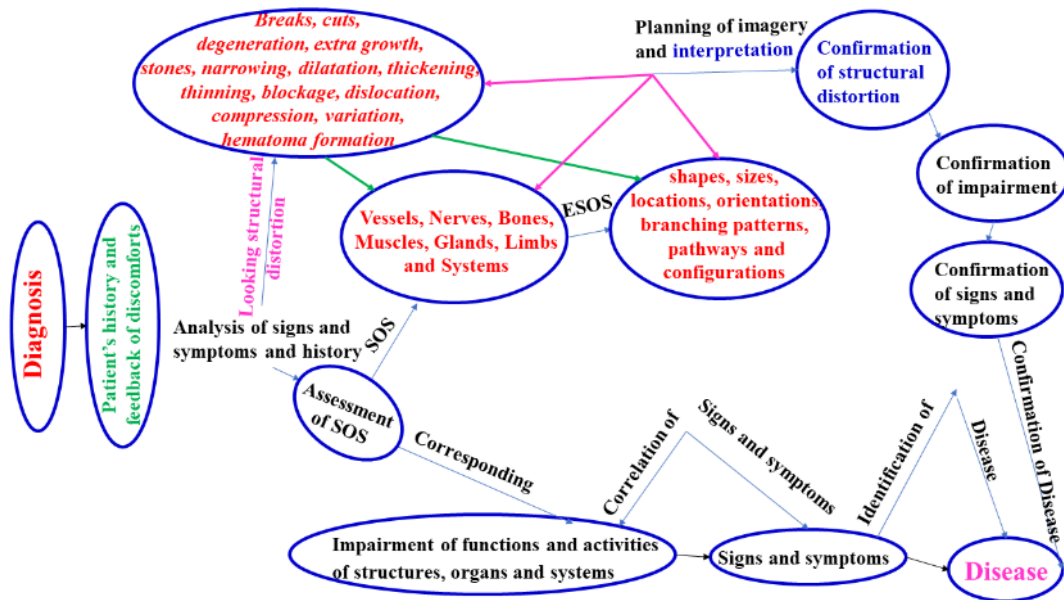 Breaks, cuts,
degeneration, extra growth,
stones, narrowing, dilatation, thickening,
thinning, blockage, dislocation,
compression, variation,
hematoma formation
Planning of imagery
and interpretation
Confirmation
of structural
distortion
Confirmation
of impairment
shapes, sizes,
locations, orientations,
branching patterns,
pathways and
configurations
ESOS
Vessels, Nerves, Bones,
Muscles, Glands, Limbs
and Systems
Looking structural
distortion
Diagnosis
Patient's history and
feedback of discomforts
Confirmation
of signs and
symptoms
Analysis of signs and
symptoms and history
SOS
Assessment
of SOS
Corresponding
Correlation of
Signs and symptoms
Identification of
Disease
Confirmation of Disease
Impairment of functions and activities
of structures, organs and systems
Signs and symptoms
Disease